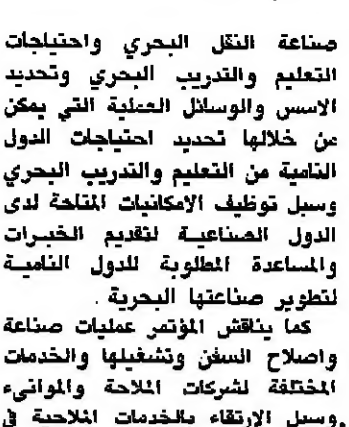 صناعة النقل البحري واحتياجات
التعليم والتدريب البحري وتحديد
الاسس والوسائل العملية التي يمكن
من خلالها تحديد احتياجات الدول
النامية من التعليم والتدريب البحري
وسبل توظيف الامكانيات المتاحة لدى
الدول الصناعية لتقديم الخبرات
والمساعدة المطلوبة للدول النامية
لتطوير صناعتها البحرية .
كما يناقش المؤتمر عمليات صناعة
واصلاح السفن وتشغيلها والخدمات
المختلفة لشركات الملاحة والموانىء
وسبل الارتقاء بالخدمات الملاحية في